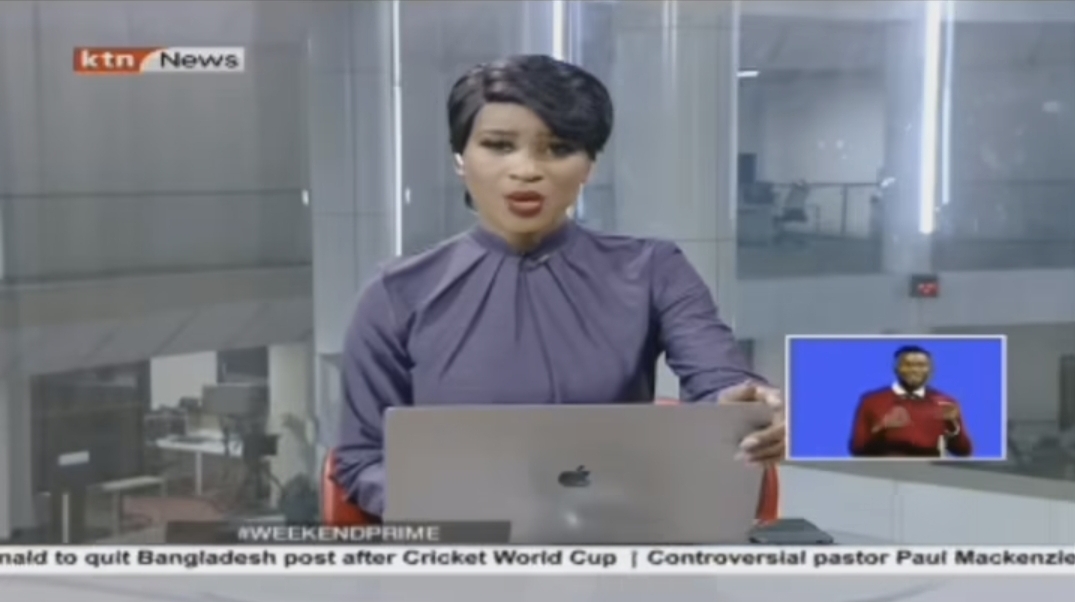 ktn News
#WEEKENDPRIME
nald to quit Bangladesh post after Cricket World Cup | Controversial pastor Paul Mackenzie